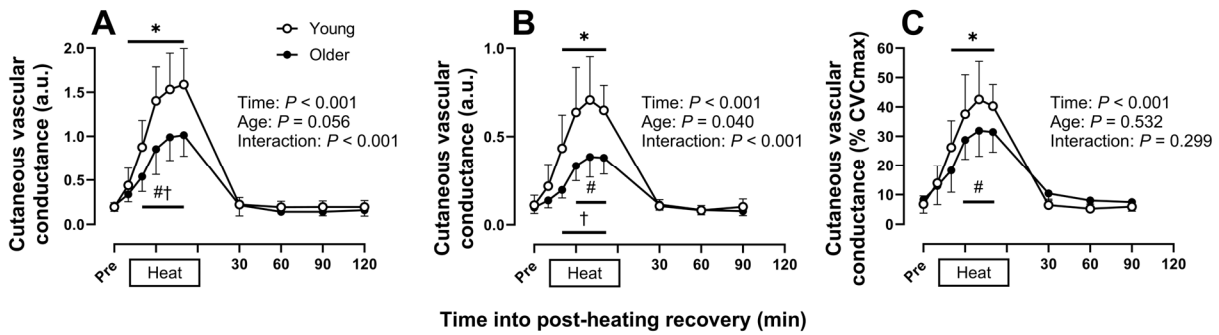 A
Cutaneous vascular
conductance (a.u.)
2.0
1.5
1.0
0.5
0.0
*
Young
Older
Time: P < 0.001
Age: P = 0.056
Interaction: P < 0.001
#†
Pre
Heat
30
60
90
120
B
Cutaneous vascular
conductance (a.u.)
1.0
0.5
0.0
*
Time: P < 0.001
Age: P = 0.040
Interaction: P < 0.001
#
†
Pre
Heat
30
60
90
120
C
Cutaneous vascular
conductance (% CVCmax)
60
50
40
30
20
10
0
*
Time: P < 0.001
Age: P = 0.532
Interaction: P = 0.299
#
Pre
Heat
30
60
90
120
Time into post-heating recovery (min)